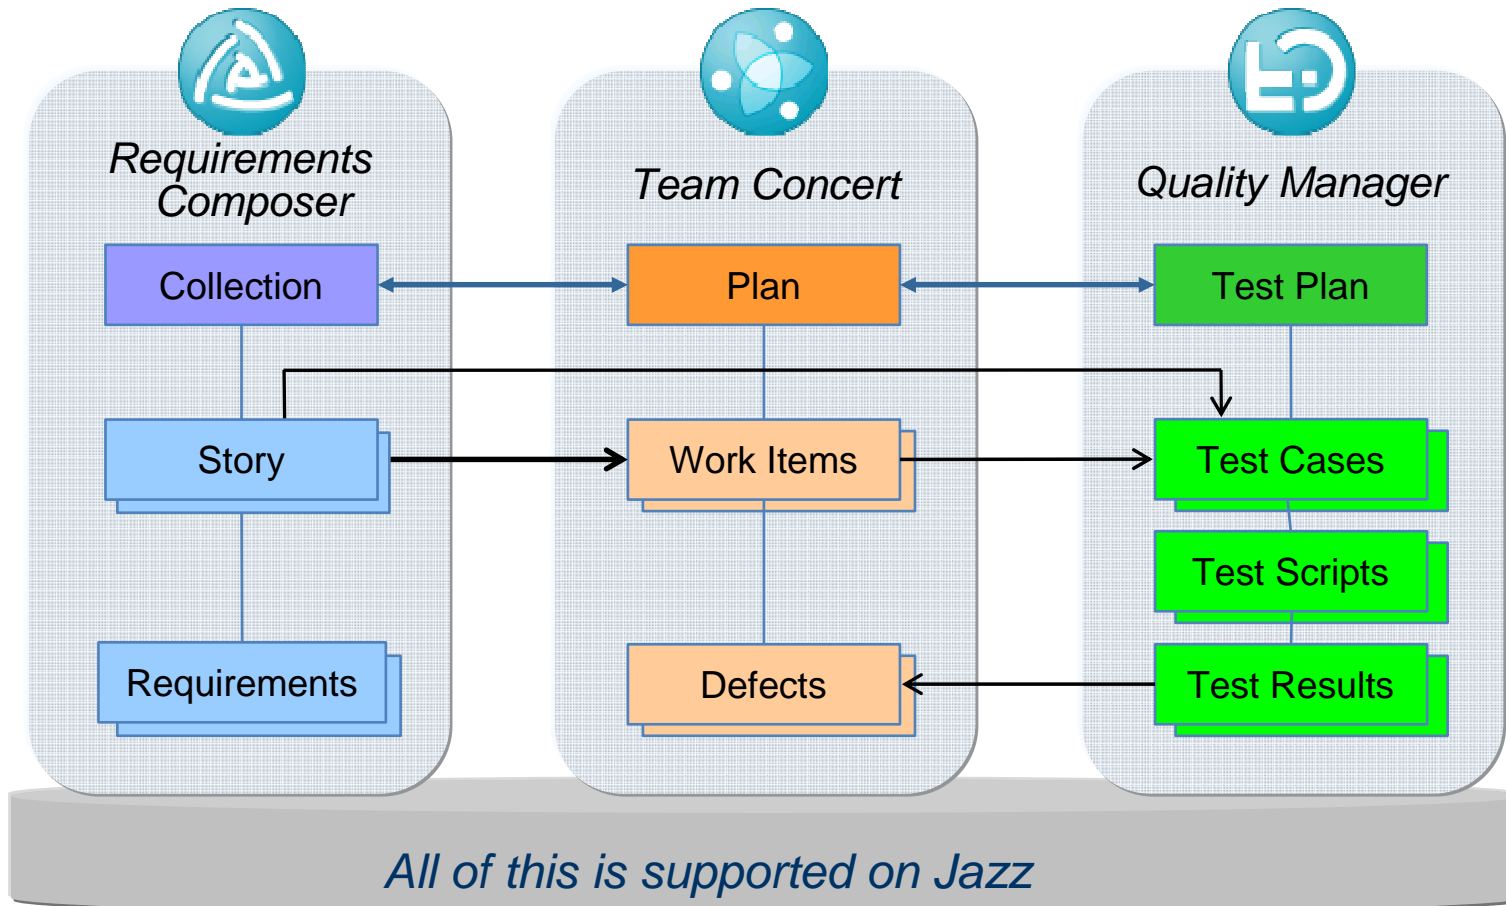 Requirements
Composer
Team Concert
Quality Manager
Collection
Plan
Test Plan
Story
Work Items
Test Cases
Test Scripts
Requirements
Defects
Test Results
All of this is supported on Jazz